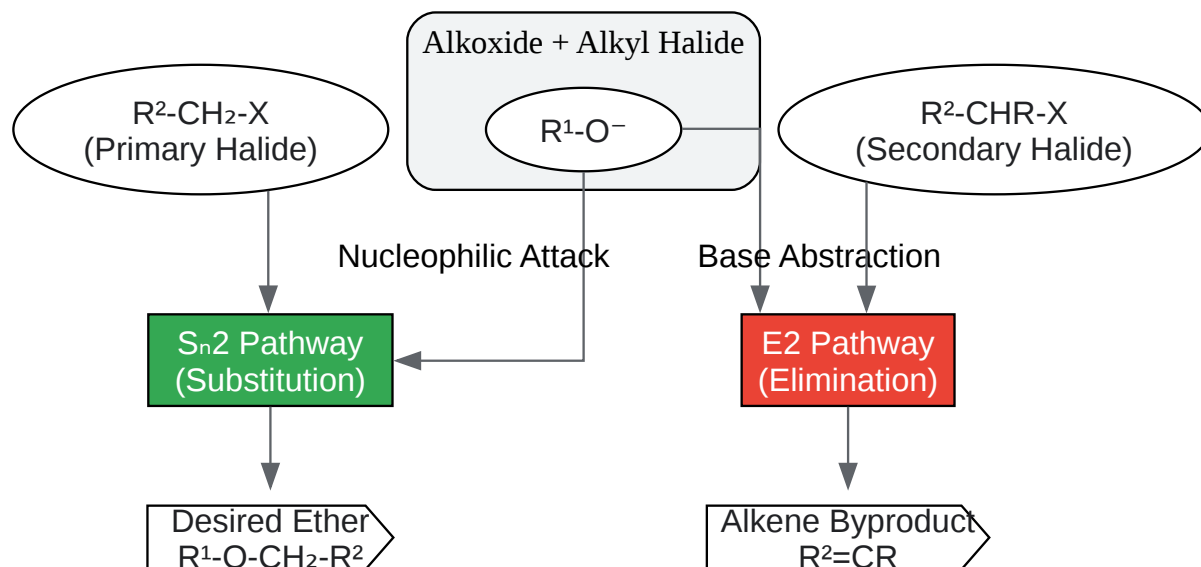 Alkoxide + Alkyl Halide
R²-CH₂-X
(Primary Halide)
R¹-O⁻
R²-CHR-X
(Secondary Halide)
Nucleophilic Attack
Base Abstraction
Sₙ2 Pathway
(Substitution)
E2 Pathway
(Elimination)
Desired Ether
R¹-O-CH₂-R²
Alkene Byproduct
R²=CR